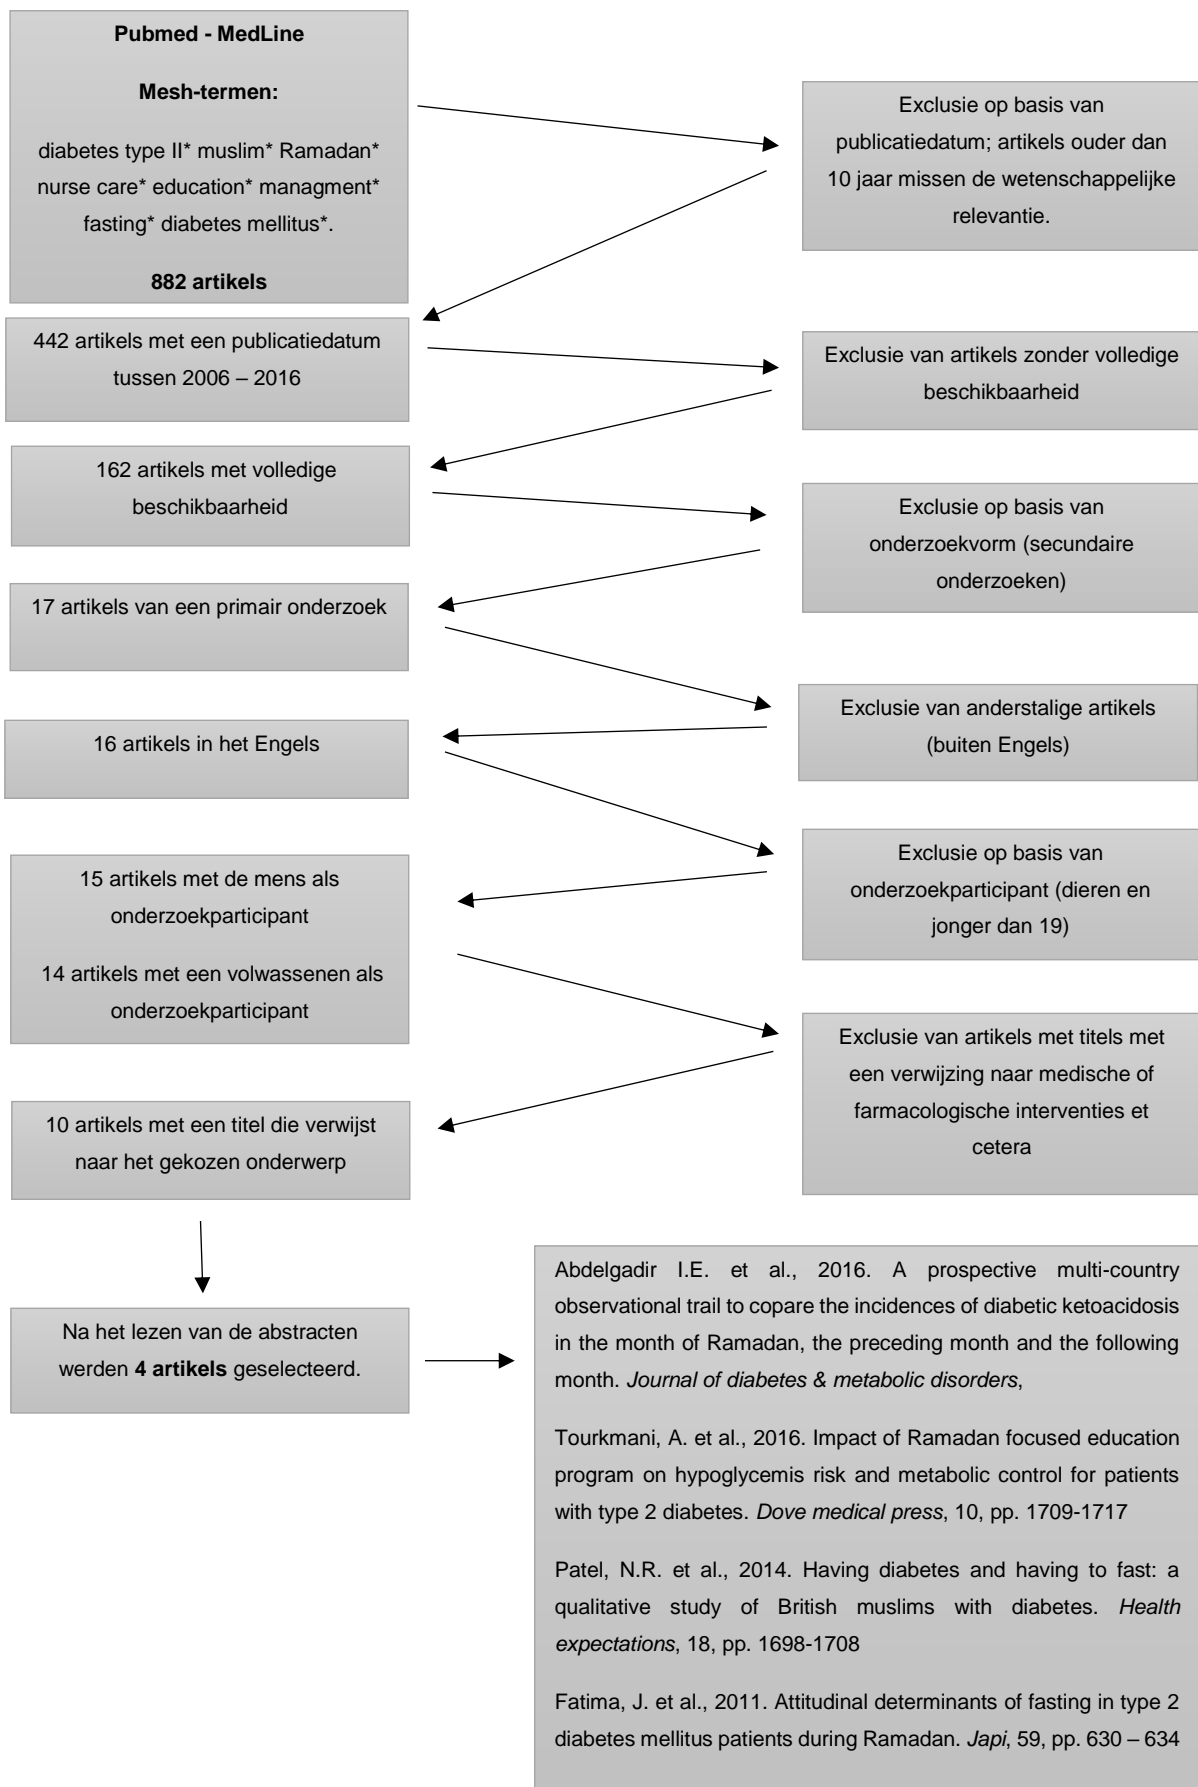 Pubmed - MedLine
Mesh-termen:
diabetes type II* muslim* Ramadan*
nurse care* education* managment*
fasting* diabetes mellitus*.
882 artikels
Exclusie op basis van
publicatiedatum; artikels ouder dan
10 jaar missen de wetenschappelijke
relevantie.
442 artikels met een publicatiedatum
tussen 2006 – 2016
Exclusie van artikels zonder volledige
beschikbaarheid
162 artikels met volledige
beschikbaarheid
Exclusie op basis van
onderzoekvorm (secundaire
onderzoeken)
17 artikels van een primair onderzoek
Exclusie van anderstalige artikels
(buiten Engels)
16 artikels in het Engels
Exclusie op basis van
onderzoekparticipant (dieren en
jonger dan 19)
15 artikels met de mens als
onderzoekparticipant
14 artikels met een volwassenen als
onderzoekparticipant
Exclusie van artikels met titels met
een verwijzing naar medische of
farmacologische interventies et
cetera
10 artikels met een titel die verwijst
naar het gekozen onderwerp
Na het lezen van de abstracten
werden 4 artikels geselecteerd.
Abdelgadir I.E. et al., 2016. A prospective multi-country
observational trail to copare the incidences of diabetic ketoacidosis
in the month of Ramadan, the preceding month and the following
month. Journal of diabetes & metabolic disorders,
Tourkmani, A. et al., 2016. Impact of Ramadan focused education
program on hypoglycemis risk and metabolic control for patients
with type 2 diabetes. Dove medical press, 10, pp. 1709-1717
Patel, N.R. et al., 2014. Having diabetes and having to fast: a
qualitative study of British muslims with diabetes. Health
expectations, 18, pp. 1698-1708
Fatima, J. et al., 2011. Attitudinal determinants of fasting in type 2
diabetes mellitus patients during Ramadan. Japi, 59, pp. 630 – 634